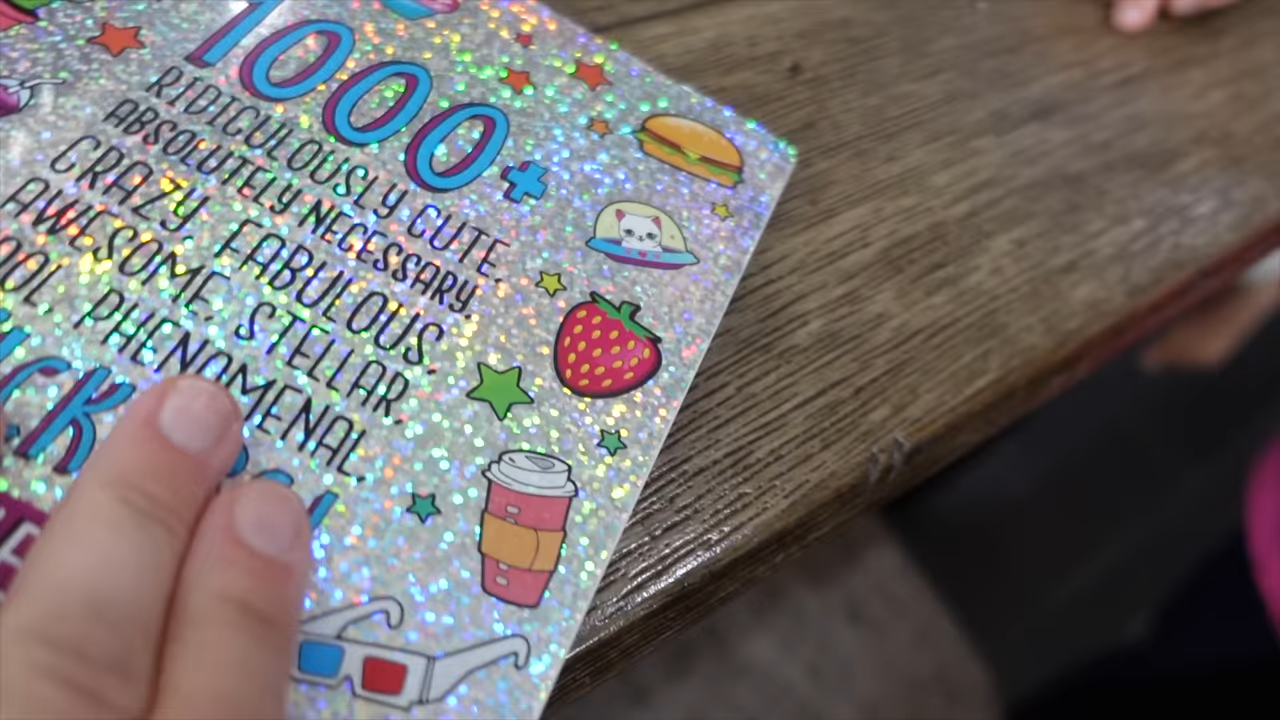 1000+
RIDICULOUSLY CUTE,
ABSOLUTELY NECESSARY,
CRAZY, FABULOUS,
AWESOME, STELLAR,
PHENOMENAL